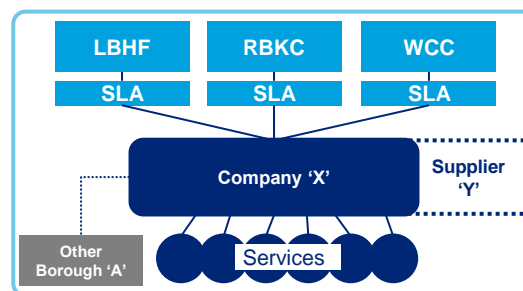 LBHF RBKC WCC
SLA SLA SLA
Company ‘X’
Supplier
‘Y’
Other
Borough ‘A’
Services